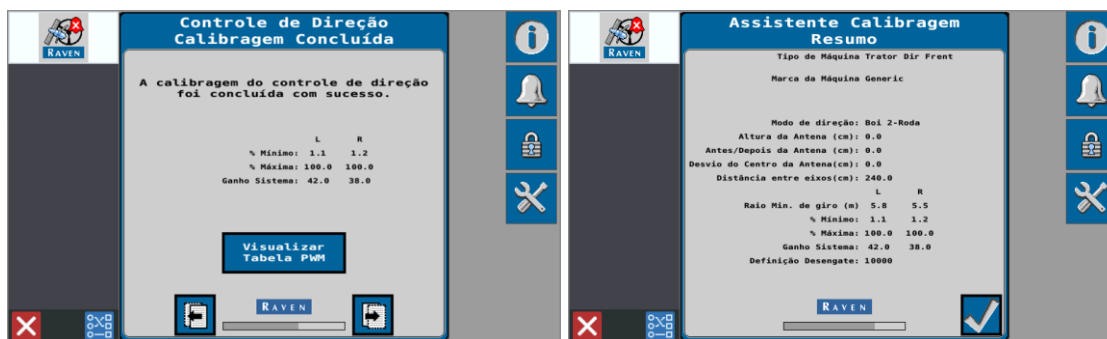 RAVEN
Controle de Direção
Calibragem Concluída
A calibragem do controle de direção
foi concluída com sucesso.
L R
% Mínimo: 1.1 1.2
% Máxima: 100.0 100.0
Ganho Sistema: 42.0 38.0
Visualizar
Tabela PWM
RAVEN
RAVEN
Assistente Calibragem
Resumo
Tipo de Máquina Trator Dir Frent
Marca da Máquina Generic
Modo de direção: Boi 2-Roda
Altura da Antena (cm): 0.0
Antes/Depois da Antena (cm): 0.0
Desvio do Centro da Antena(cm): 0.0
Distância entre eixos(cm): 240.0
L R
Raio Min. de giro (m) 5.8 5.5
% Mínimo: 1.1 1.2
% Máxima: 100.0 100.0
Ganho Sistema: 42.0 38.0
Definição Desengate: 10000
RAVEN